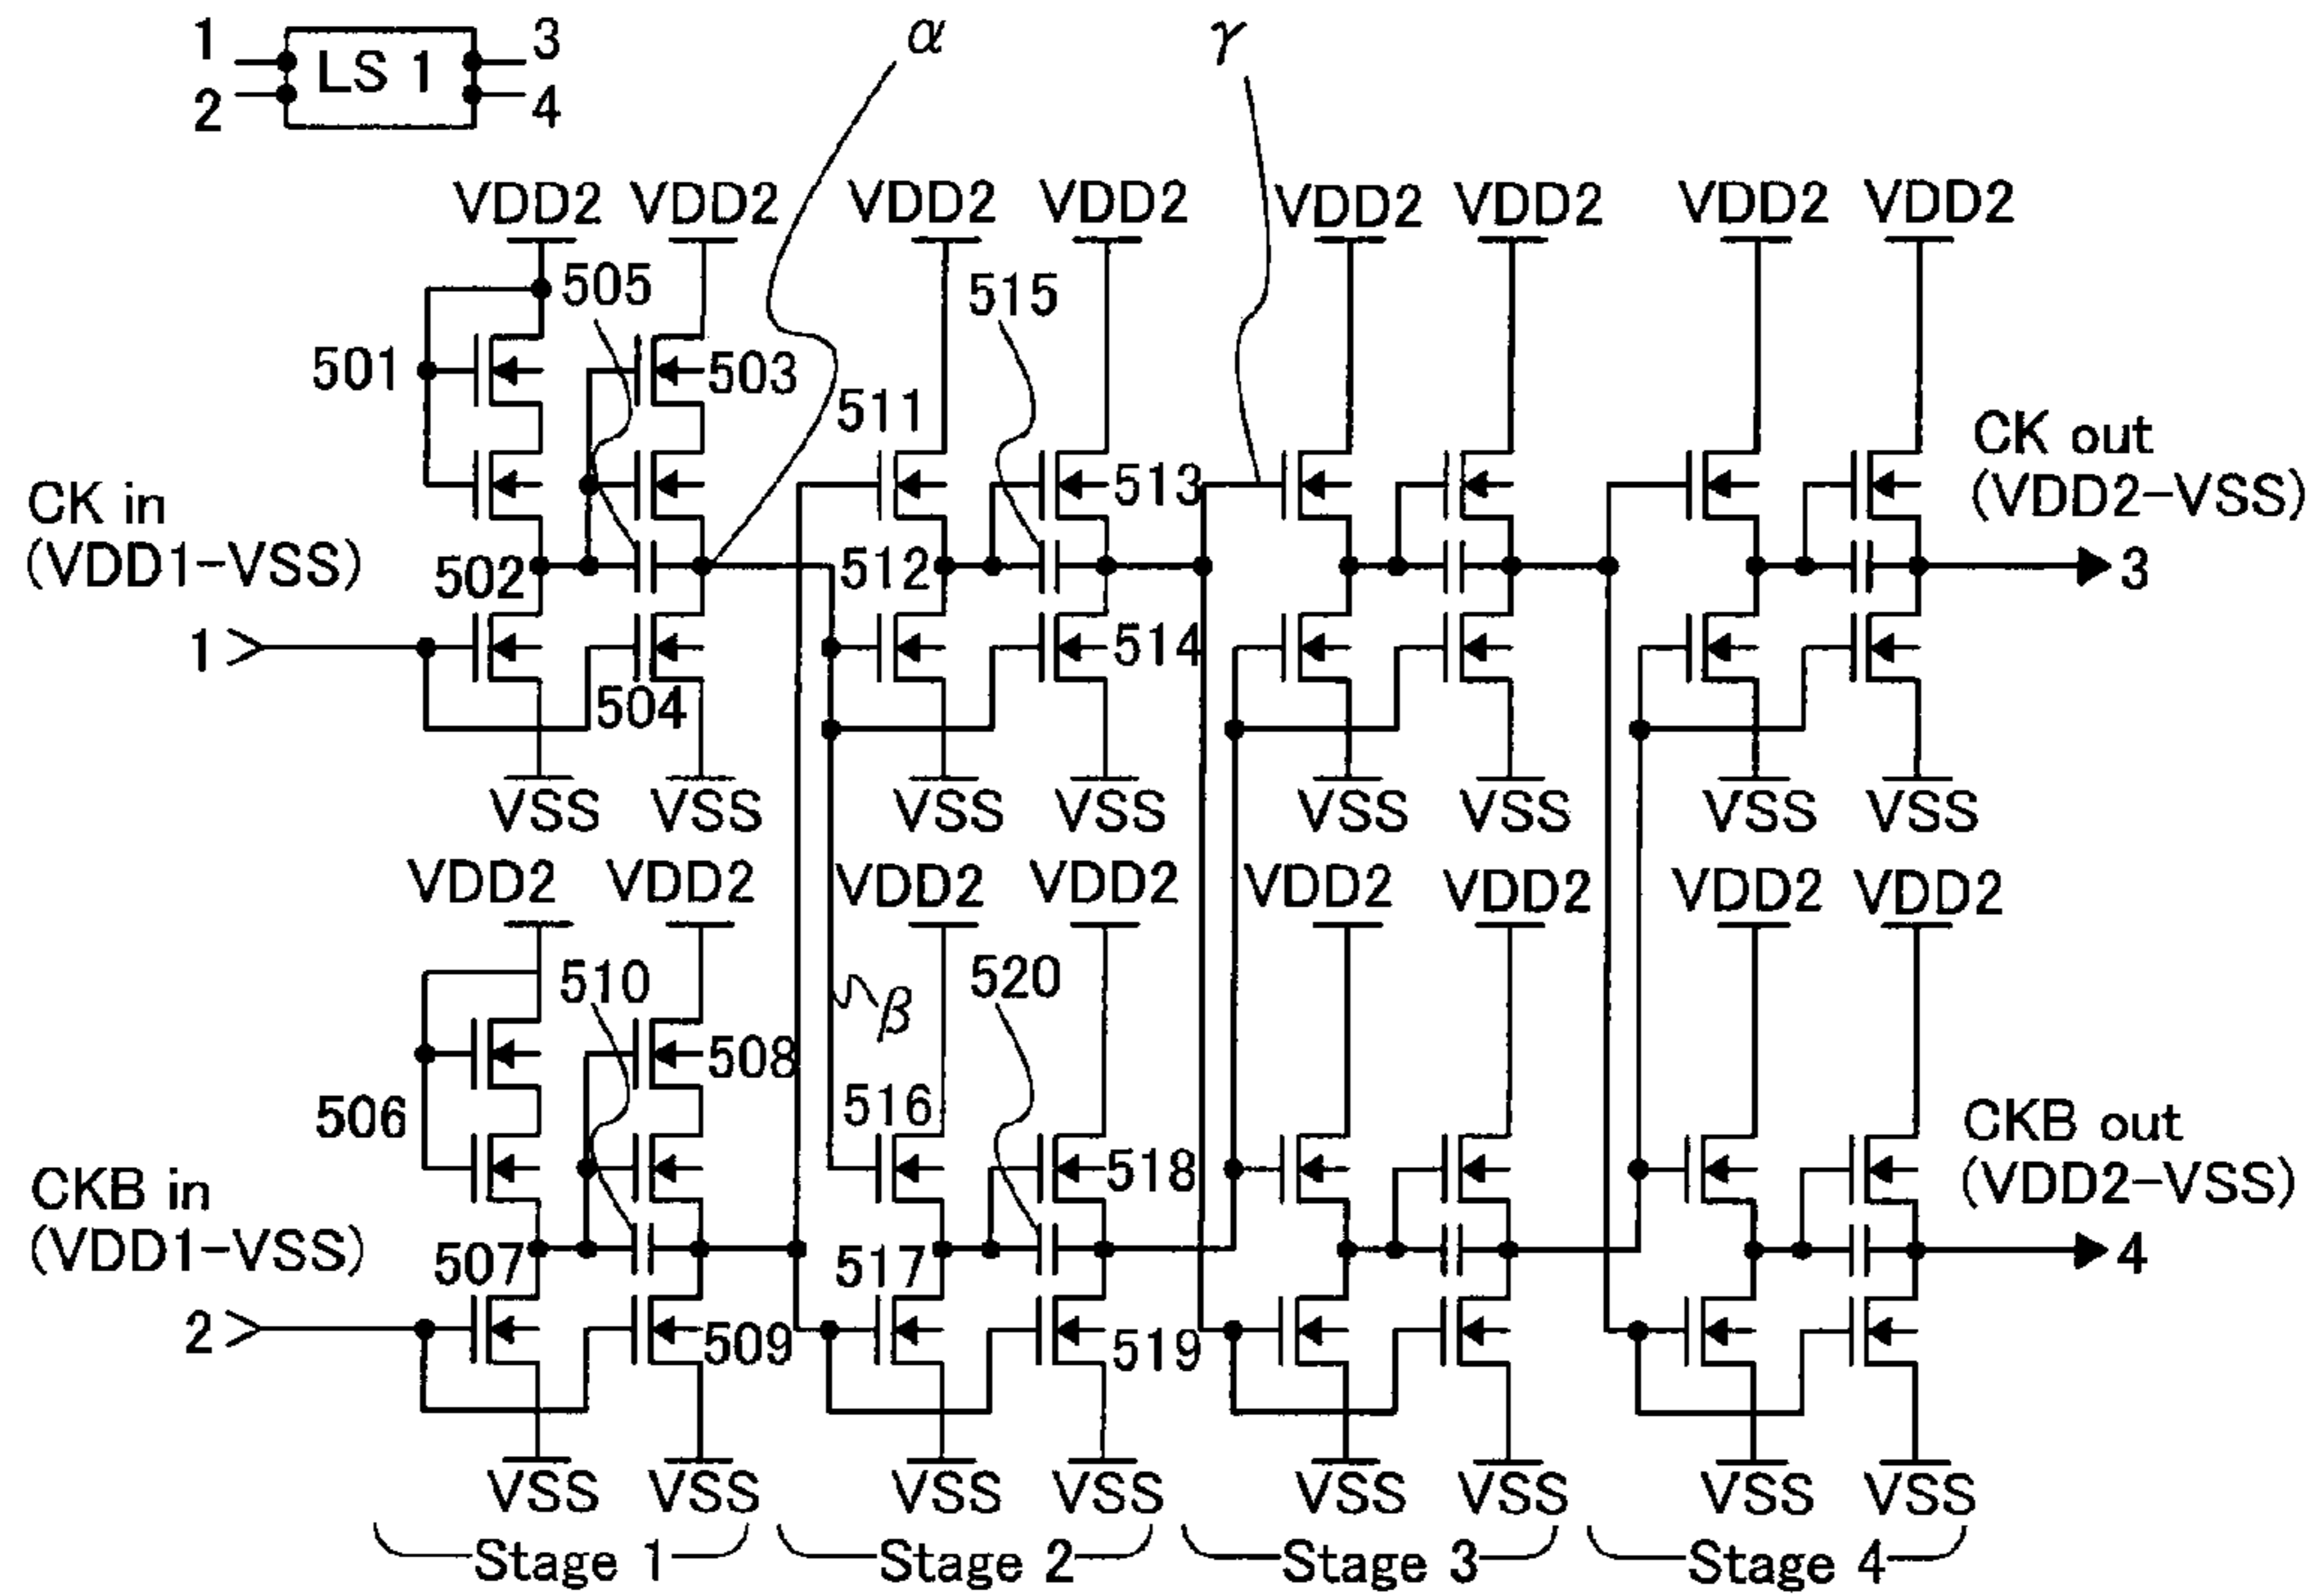 1
LS 1
3
2
4
α
γ
VDD2 VDD2 VDD2 VDD2 VDD2 VDD2 VDD2 VDD2
505
515
501
503
511
CK in
(VDD1-VSS)
513
CK out
(VDD2-VSS)
502
512
3
1
504
514
VSS VSS VSS VSS VSS VSS VSS VSS
VDD2 VDD2 VDD2 VDD2 VDD2 VDD2 VDD2 VDD2
510
520
β
508
506
516
CKB in
(VDD1-VSS)
518
CKB out
(VDD2-VSS)
507
517
4
2
509
519
VSS VSS VSS VSS VSS VSS VSS VSS
Stage 1 Stage 2 Stage 3 Stage 4